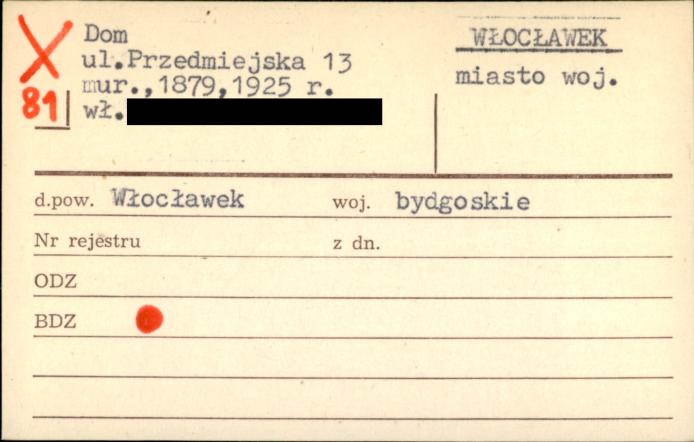 X
81
Dom
ul.Przedmiejska 13
mur.,1879,1925 r.
wł.
WŁOCŁAWEK
miasto woj.
d.pow. Włocławek woj. bydgoskie
Nr rejestru z dn.
ODZ
BDZ